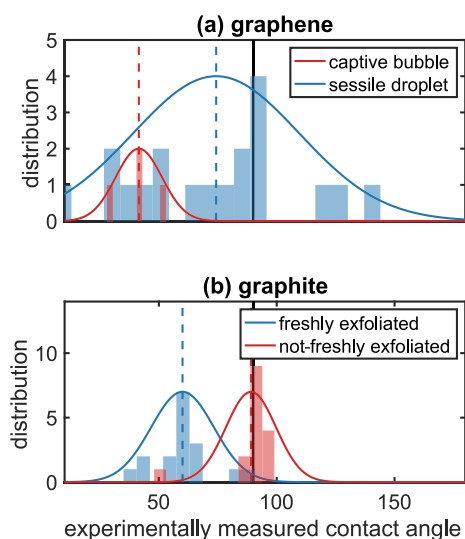 (a) graphene
5
4
3
2
1
0
distribution
captive bubble
sessile droplet
(b) graphite
10
5
0
distribution
freshly exfoliated
not-freshly exfoliated
50
100
150
experimentally measured contact angle